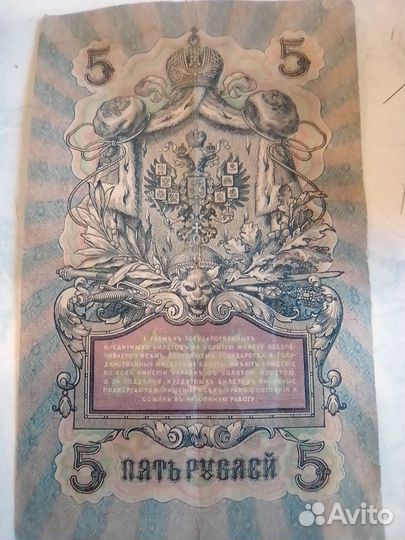 5 5
1. РАЗМѢНЪ ГОСУДАРСТВЕННЫХЪ
КРЕДИТНЫХЪ БИЛЕТОВЪ НА ЗОЛОТУЮ МОНЕТУ ОБЕЗПЕ-
ЧИВАЕТСЯ ВСѢМЪ ДОСТОЯНІЕМЪ ГОСУДАРСТВА. 2. ГОСУ-
ДАРСТВЕННЫЕ КРЕДИТНЫЕ БИЛЕТЫ ИМѢЮТЪ ХОЖДЕНІЕ
ВО ВСЕЙ ИМПЕРІИ НАРАВНѢ СЪ ЗОЛОТОЮ МОНЕТОЮ.
3. ЗА ПОДДѢЛКУ КРЕДИТНЫХЪ БИЛЕТОВЪ ВИНОВНЫЕ
ПОДВЕРГАЮТСЯ ЛИШЕНІЮ ВСѢХЪ ПРАВЪ СОСТОЯНІЯ И
ССЫЛКѢ ВЪ КАТОРЖНУЮ РАБОТУ
5 ПЯТЬ РУБЛЕЙ 5
Avito